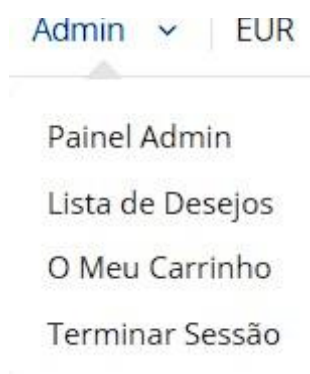 Admin EUR
Painel Admin
Lista de Desejos
O Meu Carrinho
Terminar Sessão